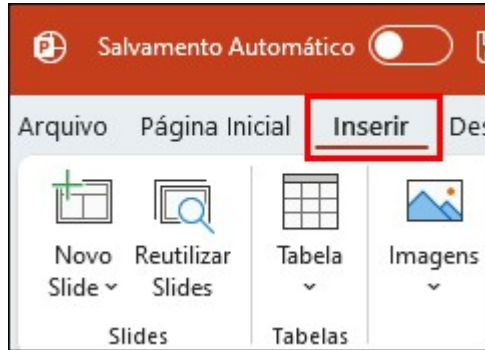 Salvamento Automático
Arquivo Página Inicial Inserir
Novo Slide Reutilizar Slides Tabela Imagens
Slides Tabelas